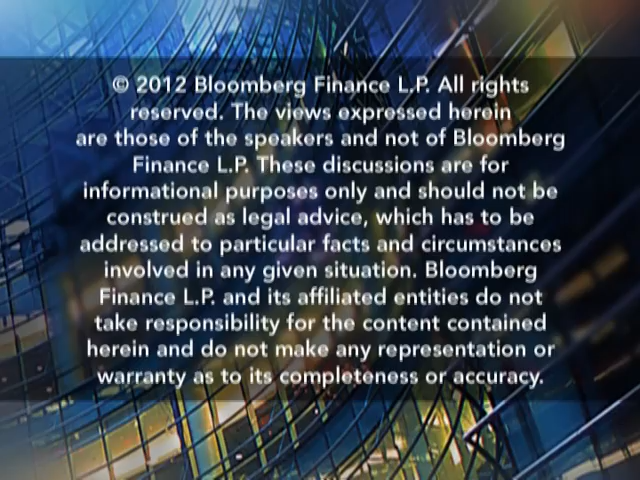 © 2012 Bloomberg Finance L.P. All rights
reserved. The views expressed herein
are those of the speakers and not of Bloomberg
Finance L.P. These discussions are for
informational purposes only and should not be
construed as legal advice, which has to be
addressed to particular facts and circumstances
involved in any given situation. Bloomberg
Finance L.P. and its affiliated entities do not
take responsibility for the content contained
herein and do not make any representation or
warranty as to its completeness or accuracy.